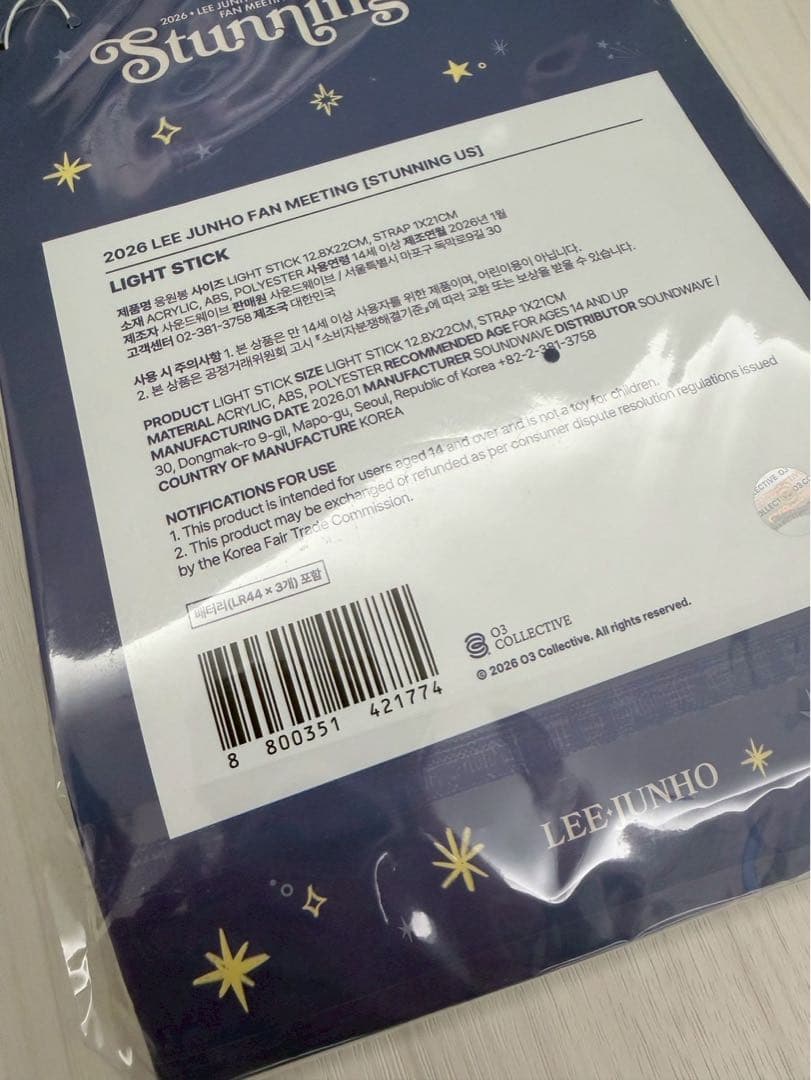 2026 • LEE JUNHO
FAN MEETING
Stunning
2026 LEE JUNHO FAN MEETING [STUNNING US]
LIGHT STICK
제품명 응원봉 사이즈 LIGHT STICK 12.8X22CM, STRAP 1X21CM
소재 ACRYLIC, ABS, POLYESTER 사용연령 14세 이상 제조연월 2026년 1월
제조자 사운드웨이브 판매원 사운드웨이브 / 서울특별시 마포구 독막로9길 30
고객센터 02-381-3758 제조국 대한민국
사용 시 주의사항 1. 본 상품은 만 14세 이상 사용자를 위한 제품이며, 어린이용이 아닙니다.
2. 본 상품은 공정거래위원회 고시 『소비자분쟁해결기준』에 따라 교환 또는 보상을 받을 수 있습니다.
PRODUCT LIGHT STICK SIZE LIGHT STICK 12.8X22CM, STRAP 1X21CM
MATERIAL ACRYLIC, ABS, POLYESTER RECOMMENDED AGE FOR AGES 14 AND UP
MANUFACTURING DATE 2026.01 MANUFACTURER SOUNDWAVE DISTRIBUTOR SOUNDWAVE /
30, Dongmak-ro 9-gil, Mapo-gu, Seoul, Republic of Korea +82-2-381-3758
COUNTRY OF MANUFACTURE KOREA
NOTIFICATIONS FOR USE
1. This product is intended for users aged 14 and over and is not a toy for children.
2. This product may be exchanged or refunded as per consumer dispute resolution regulations issued
by the Korea Fair Trade Commission.
배터리(LR44 × 3개) 포함
8 800351 421774
O3
COLLECTIVE
© 2026 O3 Collective. All rights reserved.
LEE JUNHO